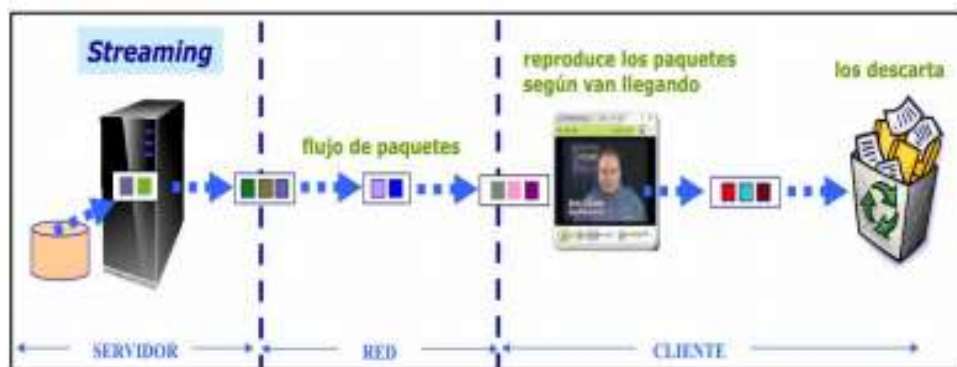 Streaming
reproduce los paquetes
según van llegando
los descarta
flujo de paquetes
SERVIDOR
RED
CLIENTE